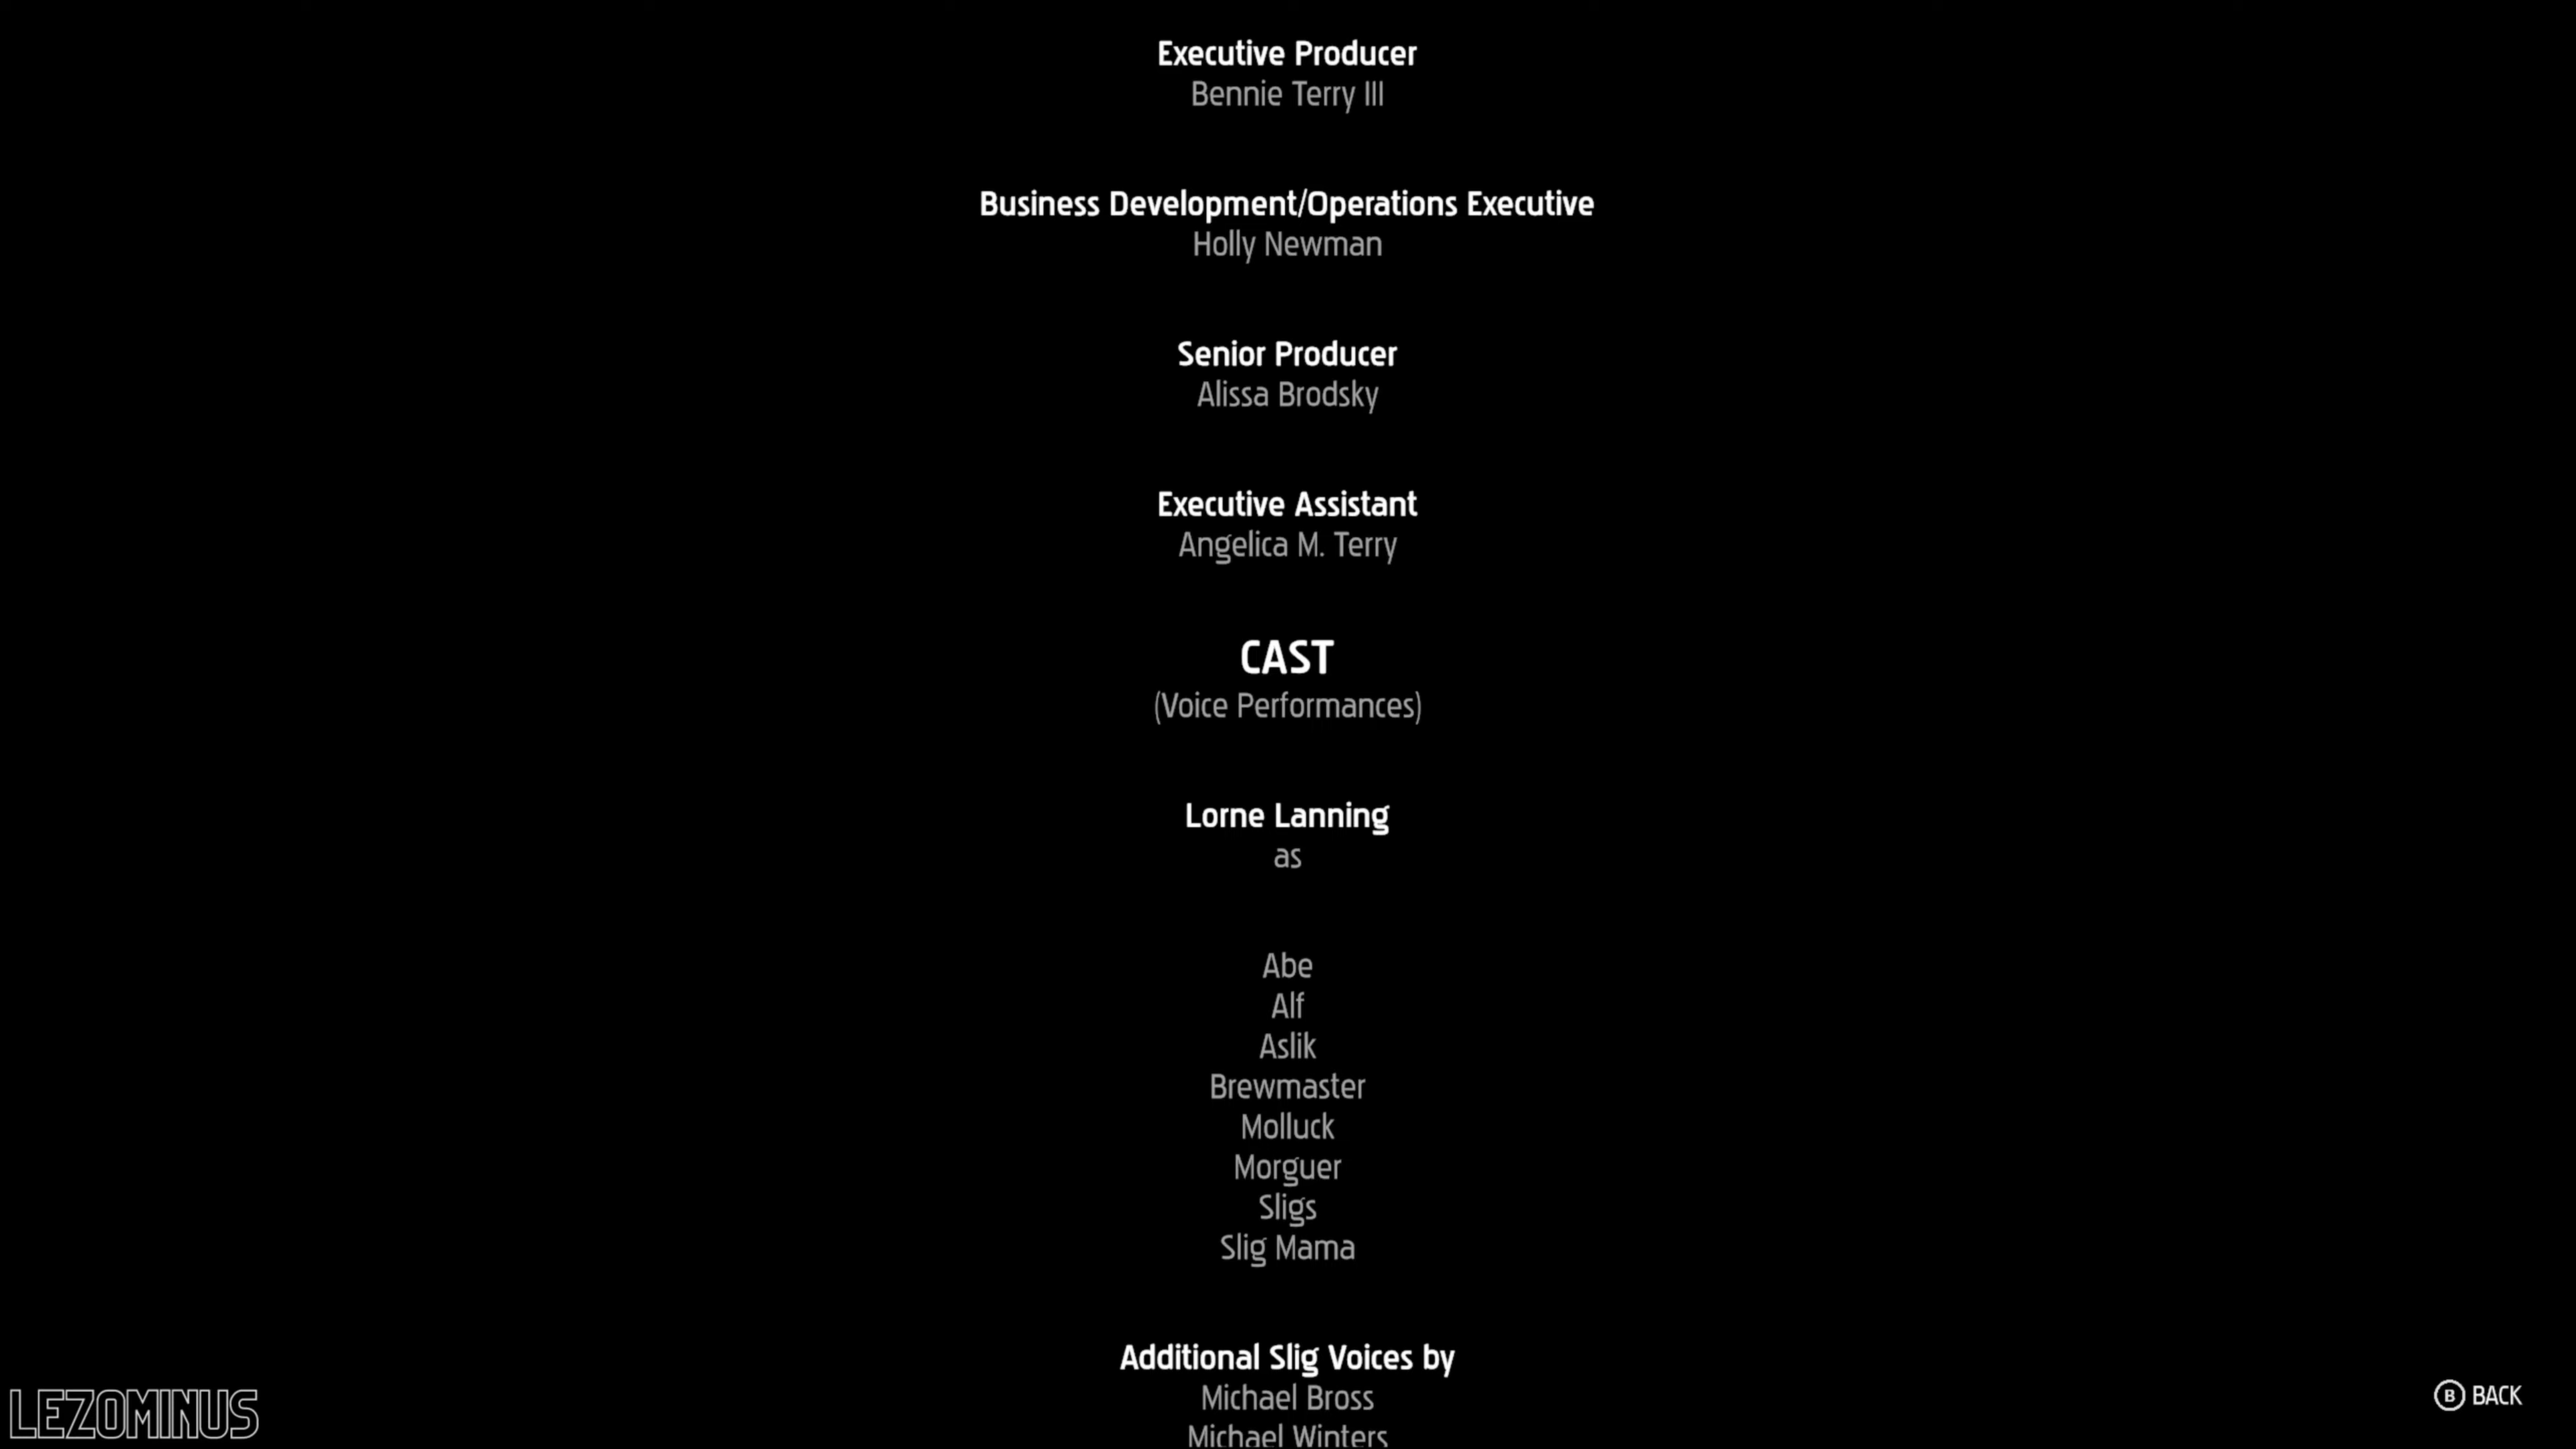 Executive Producer
Bennie Terry III
Business Development/Operations Executive
Holly Newman
Senior Producer
Alissa Brodsky
Executive Assistant
Angelica M. Terry
CAST
(Voice Performances)
Lorne Lanning
as
Abe
Alf
Aslik
Brewmaster
Molluck
Morguer
Sligs
Slig Mama
Additional Slig Voices by
Michael Bross
Michael Winters
LEZOMINUS
B BACK